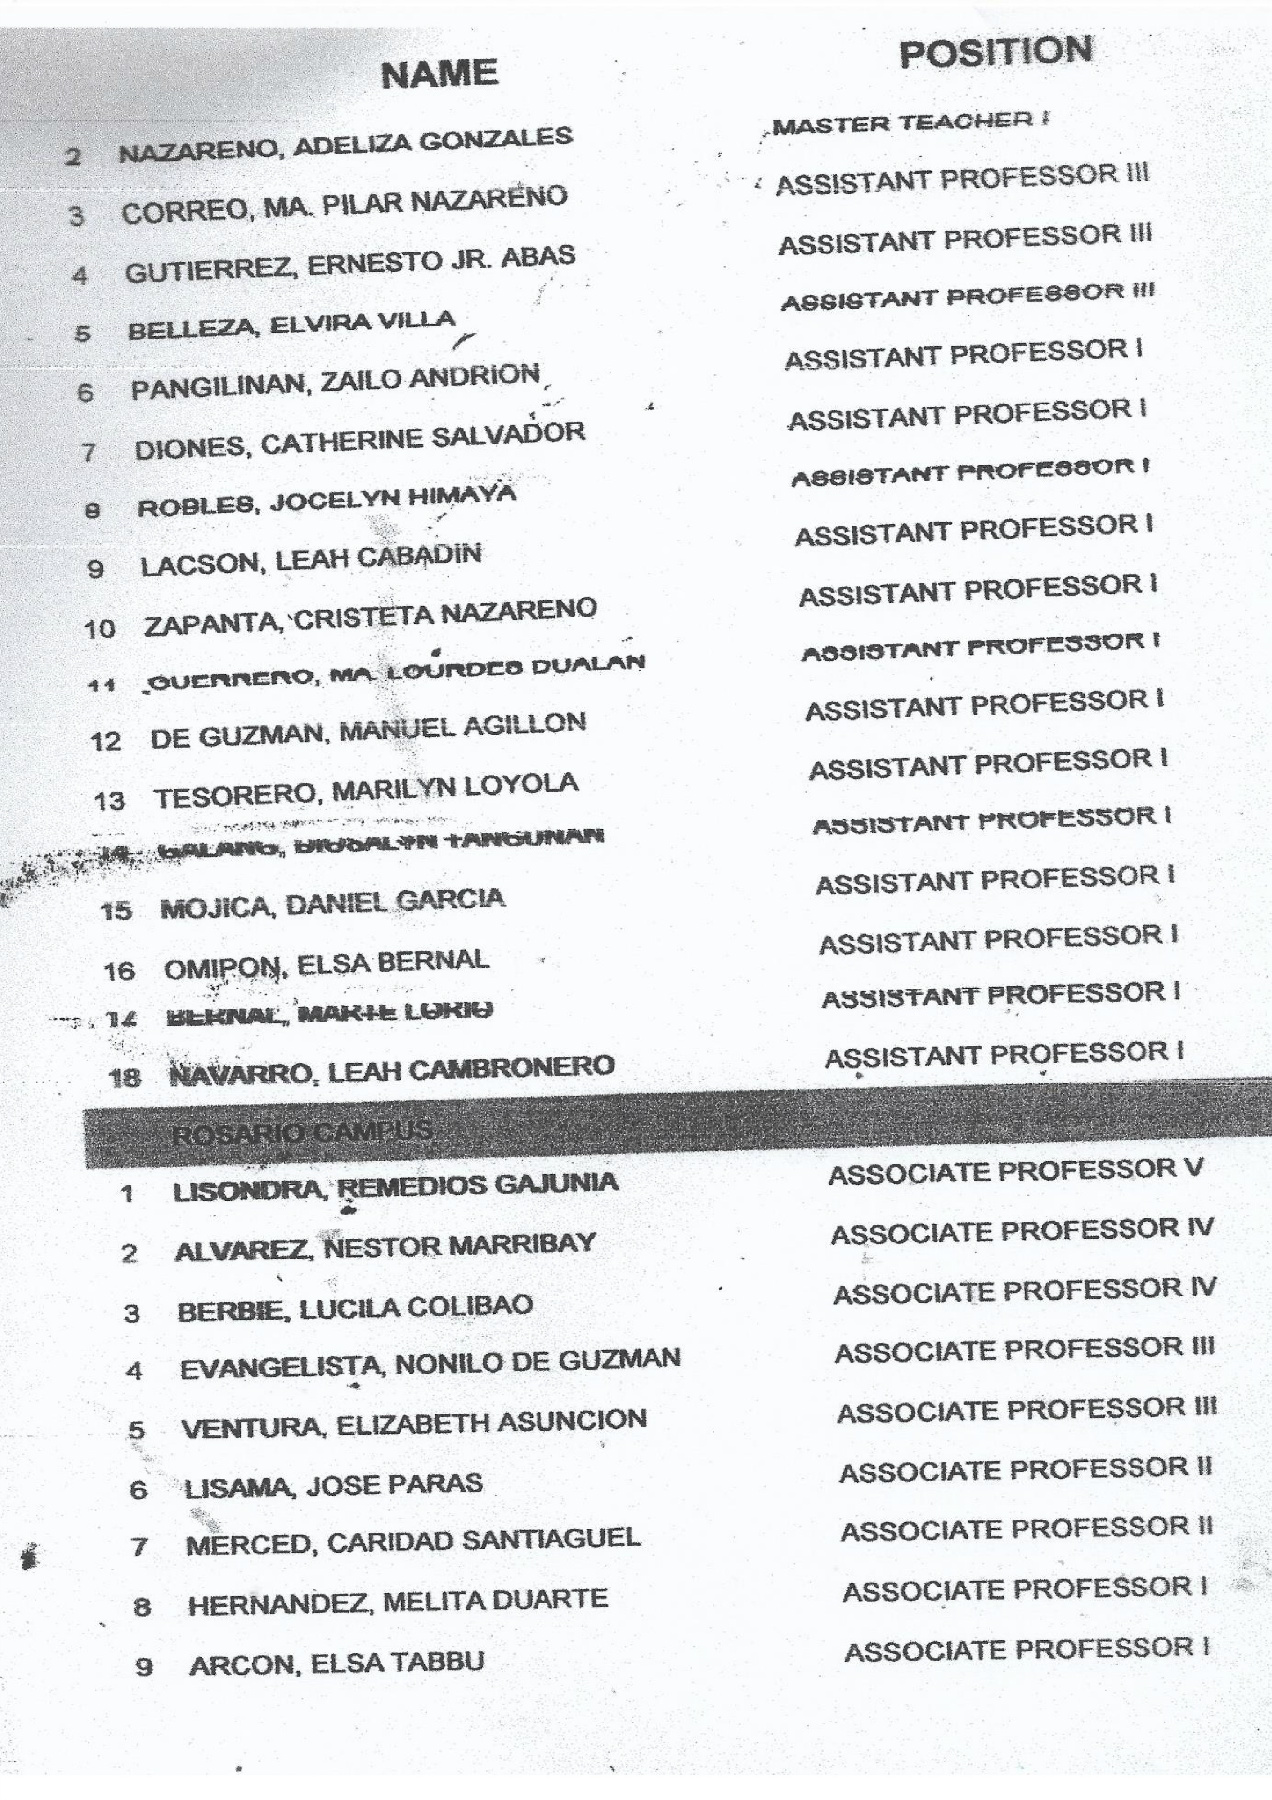 NAME POSITION
2 NAZARENO, ADELIZA GONZALES MASTER TEACHER I
3 CORREO, MA. PILAR NAZARENO ASSISTANT PROFESSOR III
4 GUTIERREZ, ERNESTO JR. ABAS ASSISTANT PROFESSOR III
5 BELLEZA, ELVIRA VILLA ASSISTANT PROFESSOR III
6 PANGILINAN, ZAILO ANDRION ASSISTANT PROFESSOR I
7 DIONES, CATHERINE SALVADOR ASSISTANT PROFESSOR I
8 ROBLES, JOCELYN HIMAYA ASSISTANT PROFESSOR I
9 LACSON, LEAH CABADIN ASSISTANT PROFESSOR I
10 ZAPANTA, CRISTETA NAZARENO ASSISTANT PROFESSOR I
11 GUERRERO, MA. LOURDES DUALAN ASSISTANT PROFESSOR I
12 DE GUZMAN, MANUEL AGILLON ASSISTANT PROFESSOR I
13 TESORERO, MARILYN LOYOLA ASSISTANT PROFESSOR I
14 TANGUNAN ASSISTANT PROFESSOR I
15 MOJICA, DANIEL GARCIA ASSISTANT PROFESSOR I
16 OMIPON, ELSA BERNAL ASSISTANT PROFESSOR I
17 BERNAL, ASSISTANT PROFESSOR I
18 NAVARRO, LEAH CAMBRONERO ASSISTANT PROFESSOR I
ROSARIO CAMPUS
1 LISONDRA, REMEDIOS GAJUNIA ASSOCIATE PROFESSOR V
2 ALVAREZ, NESTOR MARRIBAY ASSOCIATE PROFESSOR IV
3 BERBIE, LUCILA COLIBAO ASSOCIATE PROFESSOR IV
4 EVANGELISTA, NONILO DE GUZMAN ASSOCIATE PROFESSOR III
5 VENTURA, ELIZABETH ASUNCION ASSOCIATE PROFESSOR III
6 LISAMA, JOSE PARAS ASSOCIATE PROFESSOR II
7 MERCED, CARIDAD SANTIAGUEL ASSOCIATE PROFESSOR II
8 HERNANDEZ, MELITA DUARTE ASSOCIATE PROFESSOR I
9 ARCON, ELSA TABBU ASSOCIATE PROFESSOR I